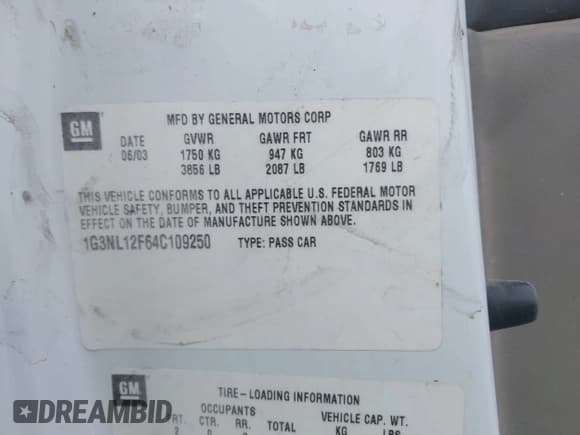 GM
MFD BY GENERAL MOTORS CORP
DATE GVWR GAWR FRT GAWR RR
06/03 1750 KG 947 KG 803 KG
3856 LB 2087 LB 1769 LB
THIS VEHICLE CONFORMS TO ALL APPLICABLE U.S. FEDERAL MOTOR
VEHICLE SAFETY, BUMPER, AND THEFT PREVENTION STANDARDS IN
EFFECT ON THE DATE OF MANUFACTURE SHOWN ABOVE.
1G3NL12F64C109250 TYPE: PASS CAR
GM
TIRE-LOADING INFORMATION
OCCUPANTS VEHICLE CAP. WT.
RT. CTR. RR. TOTAL KG LBS
2
DREAMBID